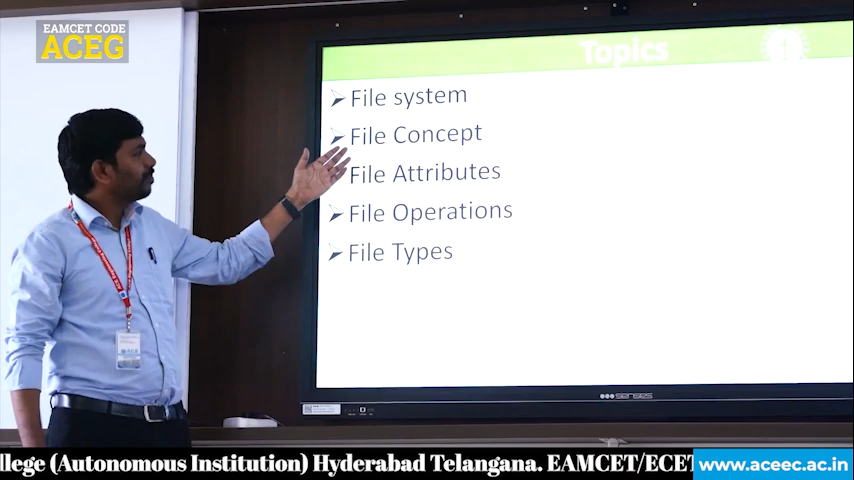 EAMCET CODE
ACEG
Topics
File system
File Concept
File Attributes
File Operations
File Types
llege (Autonomous Institution) Hyderabad Telangana. EAMCET/ECET
www.aceec.ac.in